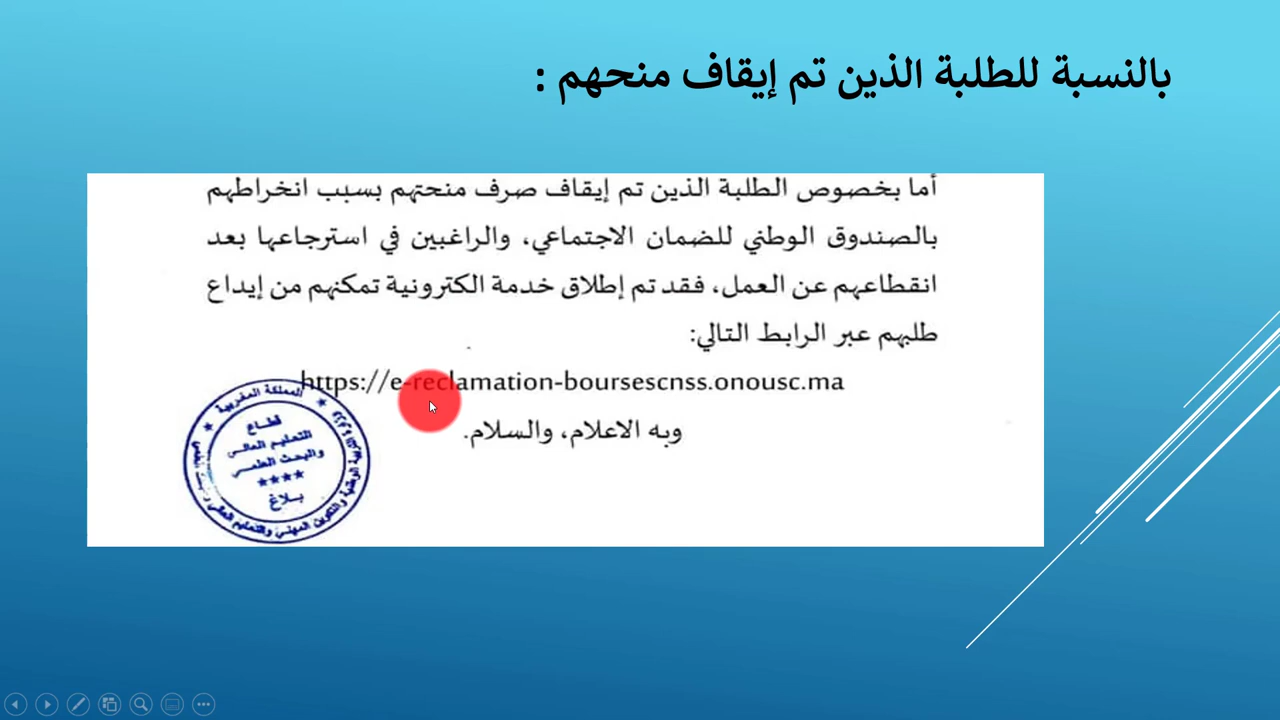 بالنسبة للطلبة الذين تم إيقاف منحهم :
أما بخصوص الطلبة الذين تم إيقاف صرف منحتهم بسبب انخراطهم
بالصندوق الوطني للضمان الاجتماعي، والراغبين في استرجاعها بعد
انقطاعهم عن العمل، فقد تم إطلاق خدمة الكترونية تمكنهم من إيداع
طلبهم عبر الرابط التالي:
https://e-reclamation-boursescnss.onousc.ma
وبه الاعلام، والسلام.
المملكة المغربية
قطاع
التعليم العالي
والبحث العلمي
****
بلاغ